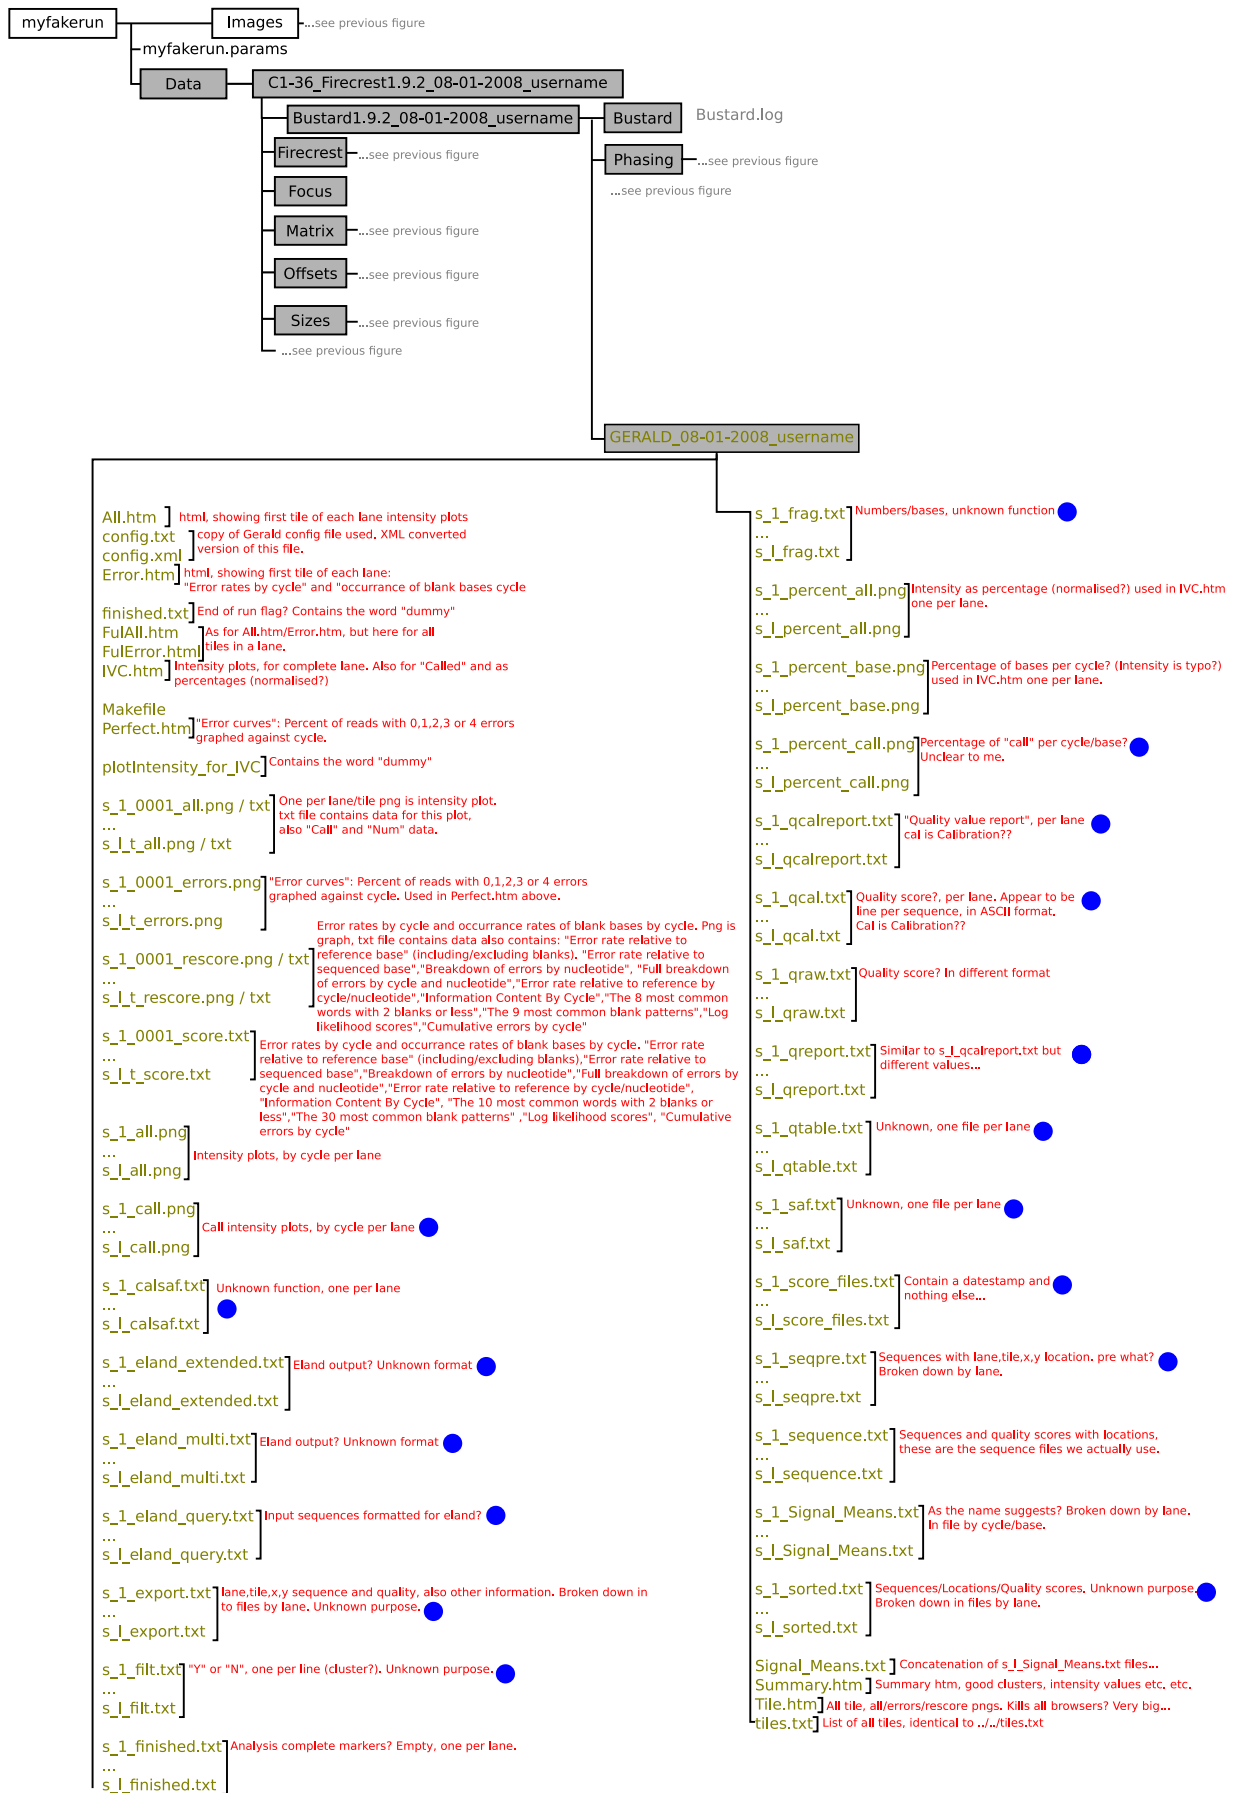 myfakerun
Images
...see previous figure
myfakerun.params
Data
C1-36_Firecrest1.9.2_08-01-2008_username
Bustard1.9.2_08-01-2008_username
Bustard
Bustard.log
Firecrest
...see previous figure
Phasing
...see previous figure
Focus
...see previous figure
Matrix
...see previous figure
Offsets
...see previous figure
Sizes
...see previous figure
...see previous figure
GERALD_08-01-2008_username
All.htm
html, showing first tile of each lane intensity plots
config.txt
config.xml
copy of Gerald config file used. XML converted
version of this file.
Error.htm
html, showing first tile of each lane:
"Error rates by cycle" and "occurrance of blank bases cycle
finished.txt
End of run flag? Contains the word "dummy"
FulAll.htm
FulError.html
As for All.htm/Error.htm, but here for all
tiles in a lane.
IVC.htm
Intensity plots, for complete lane. Also for "Called" and as
percentages (normalised?)
Makefile
Perfect.htm
"Error curves": Percent of reads with 0,1,2,3 or 4 errors
graphed against cycle.
plotIntensity_for_IVC
Contains the word "dummy"
s_1_0001_all.png / txt
...
s_l_t_all.png / txt
One per lane/tile png is intensity plot.
txt file contains data for this plot,
also "Call" and "Num" data.
s_1_0001_errors.png
...
s_l_t_errors.png
"Error curves": Percent of reads with 0,1,2,3 or 4 errors
graphed against cycle. Used in Perfect.htm above.
s_1_0001_rescore.png / txt
...
s_l_t_rescore.png / txt
Error rates by cycle and occurrance rates of blank bases by cycle. Png is
graph, txt file contains data also contains: "Error rate relative to
reference base" (including/excluding blanks). "Error rate relative to
sequenced base","Breakdown of errors by nucleotide", "Full breakdown
of errors by cycle and nucleotide","Error rate relative to reference by
cycle/nucleotide","Information Content By Cycle","The 8 most common
words with 2 blanks or less","The 9 most common blank patterns","Log
likelihood scores","Cumulative errors by cycle"
s_1_0001_score.txt
...
s_l_t_score.txt
Error rates by cycle and occurrance rates of blank bases by cycle. "Error rate
relative to reference base" (including/excluding blanks),"Error rate relative to
sequenced base","Breakdown of errors by nucleotide","Full breakdown of errors by
cycle and nucleotide","Error rate relative to reference by cycle/nucleotide",
"Information Content By Cycle", "The 10 most common words with 2 blanks or
less","The 30 most common blank patterns" ,"Log likelihood scores", "Cumulative
errors by cycle"
s_1_all.png
...
s_l_all.png
Intensity plots, by cycle per lane
s_1_call.png
...
s_l_call.png
Call intensity plots, by cycle per lane
s_1_calsaf.txt
...
s_l_calsaf.txt
Unknown function, one per lane
s_1_eland_extended.txt
...
s_l_eland_extended.txt
Eland output? Unknown format
s_1_eland_multi.txt
...
s_l_eland_multi.txt
Eland output? Unknown format
s_1_eland_query.txt
...
s_l_eland_query.txt
Input sequences formatted for eland?
s_1_export.txt
...
s_l_export.txt
lane,tile,x,y sequence and quality, also other information. Broken down in
to files by lane. Unknown purpose.
s_1_filt.txt
...
s_l_filt.txt
"Y" or "N", one per line (cluster?). Unknown purpose.
s_1_finished.txt
...
s_l_finished.txt
Analysis complete markers? Empty, one per lane.
s_1_frag.txt
...
s_l_frag.txt
Numbers/bases, unknown function
s_1_percent_all.png
...
s_l_percent_all.png
Intensity as percentage (normalised?) used in IVC.htm
one per lane.
s_1_percent_base.png
...
s_l_percent_base.png
Percentage of bases per cycle? (Intensity is typo?)
used in IVC.htm one per lane.
s_1_percent_call.png
...
s_l_percent_call.png
Percentage of "call" per cycle/base?
Unclear to me.
s_1_qcalreport.txt
...
s_l_qcalreport.txt
"Quality value report", per lane
cal is Calibration??
s_1_qcal.txt
...
s_l_qcal.txt
Quality score?, per lane. Appear to be
line per sequence, in ASCII format.
Cal is Calibration??
s_1_qraw.txt
...
s_l_qraw.txt
Quality score? In different format
s_1_qreport.txt
...
s_l_qreport.txt
Similar to s_l_qcalreport.txt but
different values...
s_1_qtable.txt
...
s_l_qtable.txt
Unknown, one file per lane
s_1_saf.txt
...
s_l_saf.txt
Unknown, one file per lane
s_1_score_files.txt
...
s_l_score_files.txt
Contain a datestamp and
nothing else...
s_1_seqpre.txt
...
s_l_seqpre.txt
Sequences with lane,tile,x,y location. pre what?
Broken down by lane.
s_1_sequence.txt
...
s_l_sequence.txt
Sequences and quality scores with locations,
these are the sequence files we actually use.
s_1_Signal_Means.txt
...
s_l_Signal_Means.txt
As the name suggests? Broken down by lane.
In file by cycle/base.
s_1_sorted.txt
...
s_l_sorted.txt
Sequences/Locations/Quality scores. Unknown purpose.
Broken down in files by lane.
Signal_Means.txt
Concatenation of s_l_Signal_Means.txt files...
Summary.htm
Summary htm, good clusters, intensity values etc. etc.
Tile.htm
All tile, all/errors/rescore pngs. Kills all browsers? Very big...
tiles.txt
List of all tiles, identical to ../../tiles.txt